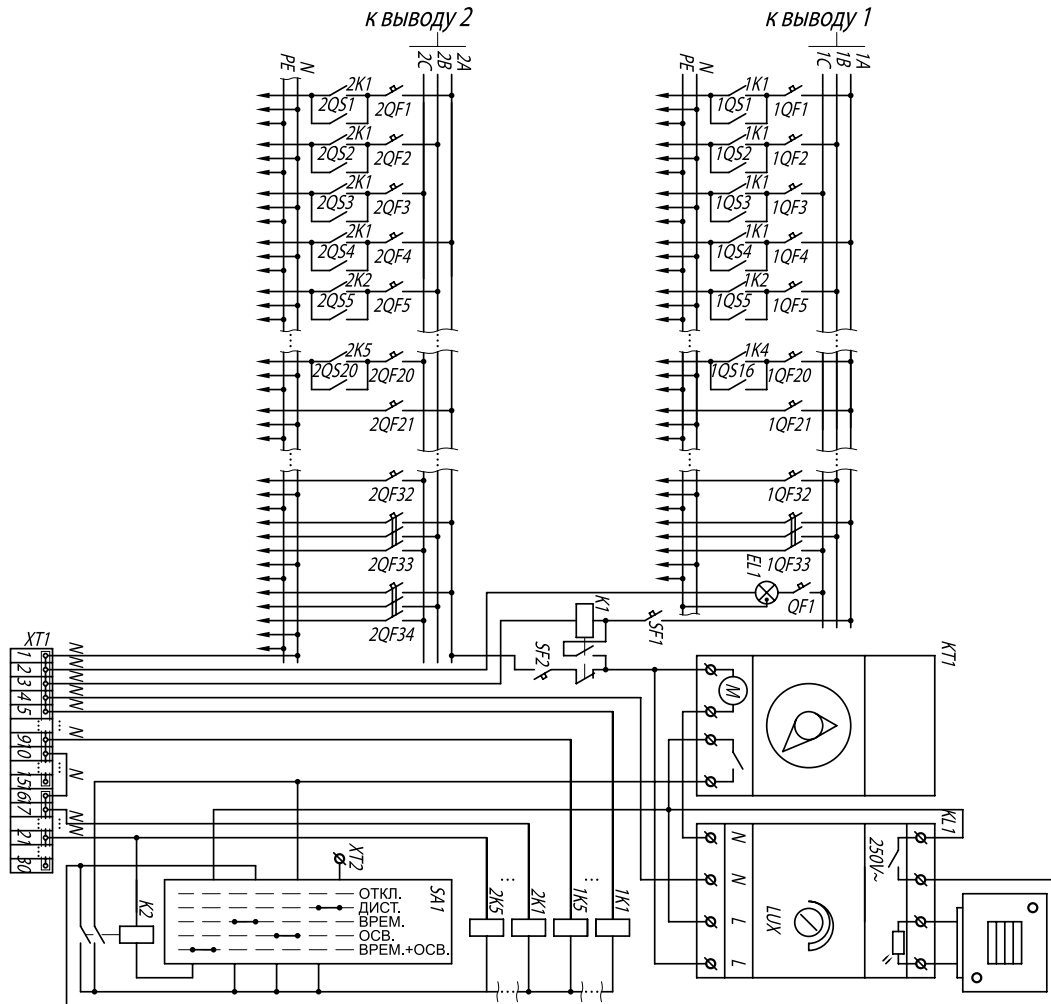 к выводу 2
к выводу 1
PE N 2C 2B 2A
PE N 1C 1B 1A
2K1
2QS1 2QF1
1K1
1QS1 1QF1
2K1
2QS2 2QF2
1K1
1QS2 1QF2
2K1
2QS3 2QF3
1K1
1QS3 1QF3
2K1
2QS4 2QF4
1K1
1QS4 1QF4
2K2
2QS5 2QF5
1K2
1QS5 1QF5
2K5
2QS20 2QF20
1K4
1QS16 1QF20
2QF21
1QF21
2QF32
1QF32
2QF33
1QF33
EL1
QF1
2QF34
K1
SF1
SF2
XT1
1 N
2 N
3 N
4 N
5 N
9 N
10
15 N
16
17 N
21 N
30
KT1
M
KL1
N
N
L
L
250V~
LUX
XT2
SA1
ОТКЛ.
ДИСТ.
ВРЕМ.
ОСВ.
ВРЕМ.+ОСВ.
K2
2K5
2K1
1K5
1K1